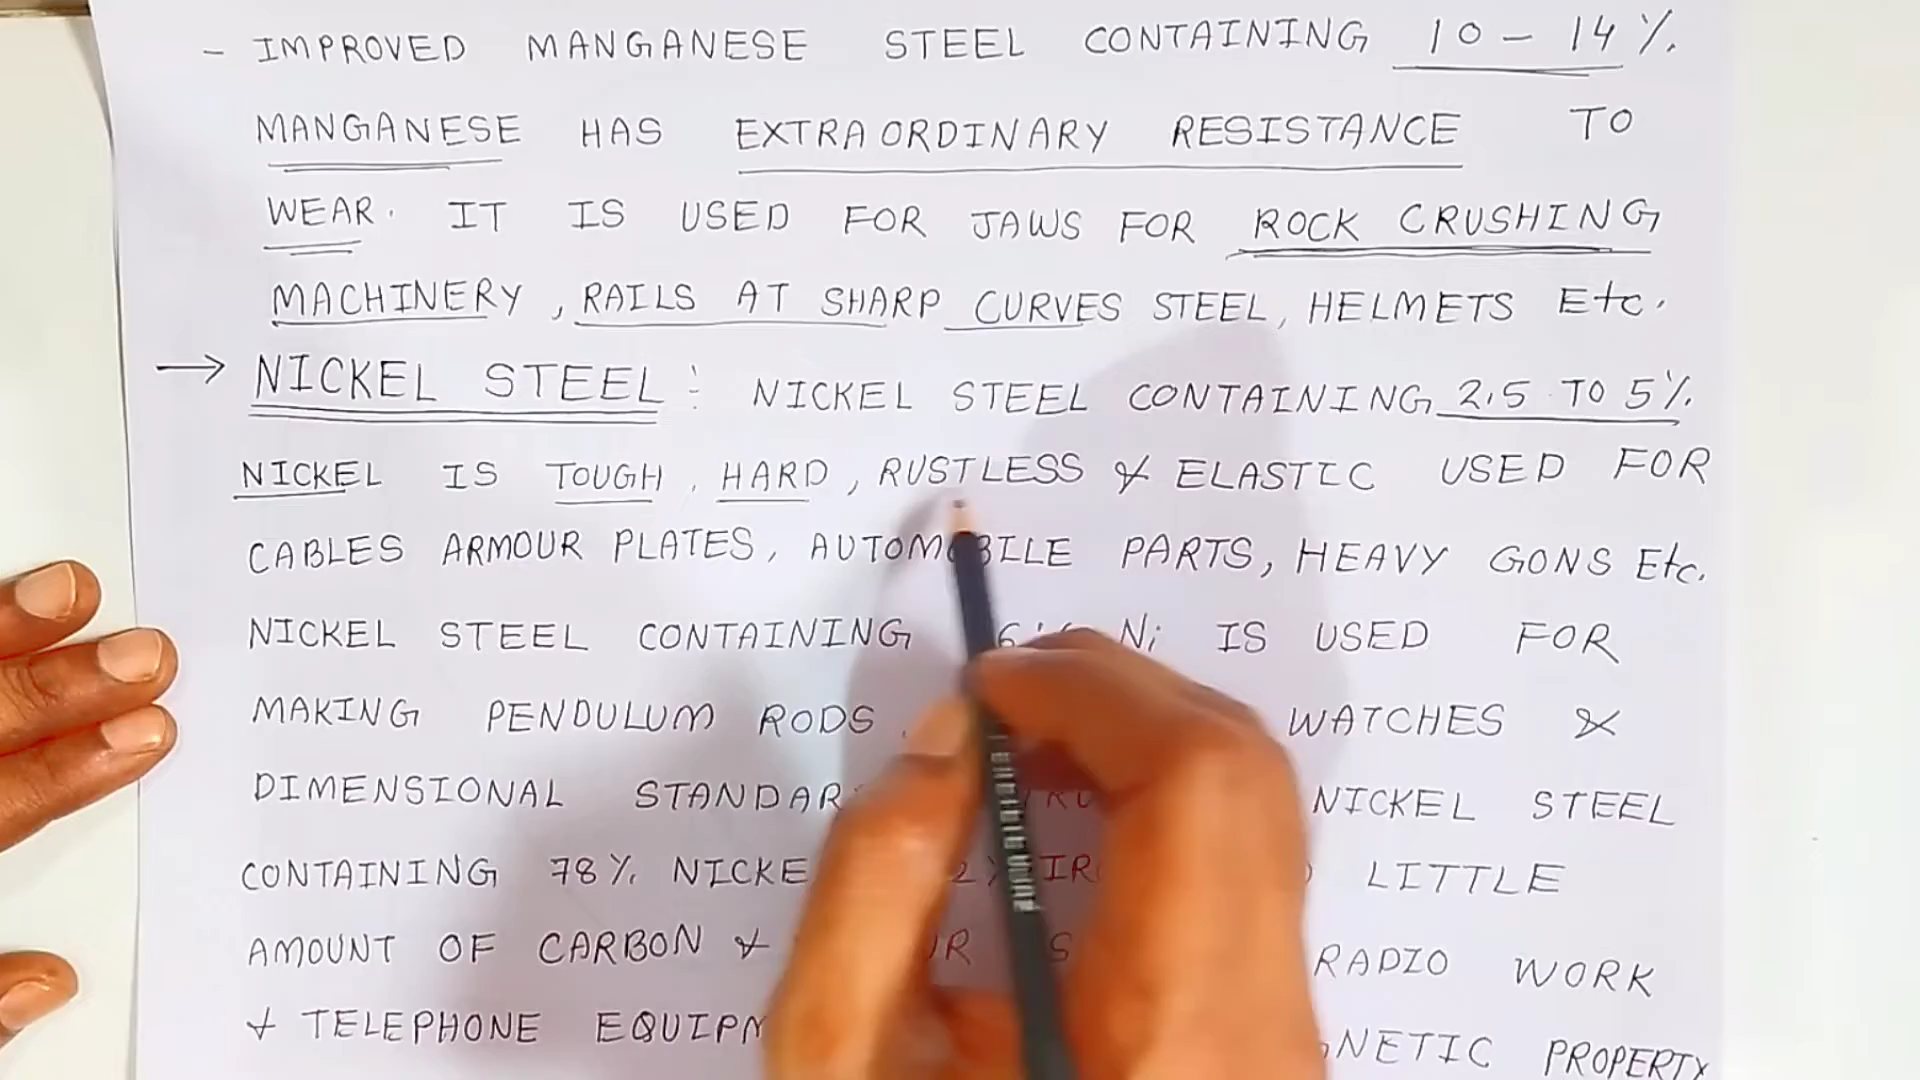 - IMPROVED MANGANESE STEEL CONTAINING 10 - 14 %.
MANGANESE HAS EXTRAORDINARY RESISTANCE TO
WEAR. IT IS USED FOR JAWS FOR ROCK CRUSHING
MACHINERY, RAILS AT SHARP CURVES STEEL, HELMETS Etc.
→ NICKEL STEEL : NICKEL STEEL CONTAINING 2.5 TO 5%.
NICKEL IS TOUGH, HARD, RUSTLESS & ELASTIC USED FOR
CABLES ARMOUR PLATES, AUTOMOBILE PARTS, HEAVY GONS Etc.
NICKEL STEEL CONTAINING Ni IS USED FOR
MAKING PENDULUM RODS WATCHES &
DIMENSIONAL NICKEL STEEL
CONTAINING 78% LITTLE
AMOUNT OF CARBON & RADIO WORK
& TELEPHONE PROPERTY